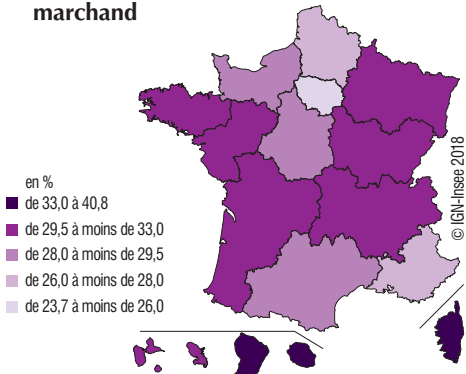 marchand
en %
de 33,0 à 40,8
de 29,5 à moins de 33,0
de 28,0 à moins de 29,5
de 26,0 à moins de 28,0
de 23,7 à moins de 26,0
© IGN-Insee 2018